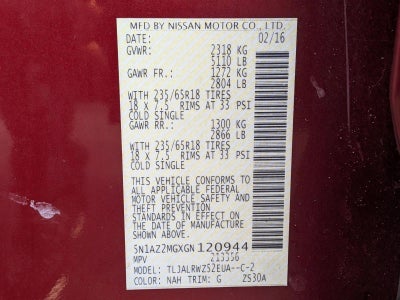 MFD BY NISSAN MOTOR CO., LTD.
DATE: 02/16
GVWR: 2318 KG
5110 LB
GAWR FR.: 1272 KG
2804 LB
WITH 235/65R18 TIRES
18 x 7.5 RIMS AT 33 PSI
COLD SINGLE
GAWR RR.: 1300 KG
2866 LB
WITH 235/65R18 TIRES
18 x 7.5 RIMS AT 33 PSI
COLD SINGLE
THIS VEHICLE CONFORMS TO
ALL APPLICABLE FEDERAL
MOTOR VEHICLE SAFETY AND
THEFT PREVENTION
STANDARDS IN EFFECT ON
THE DATE OF MANUFACTURE
SHOWN ABOVE.
5N1AZ2MGXGN120944
MPV
MODEL: TLJALRWZ52EUA--C-2
COLOR: NAH TRIM: G ZS30A